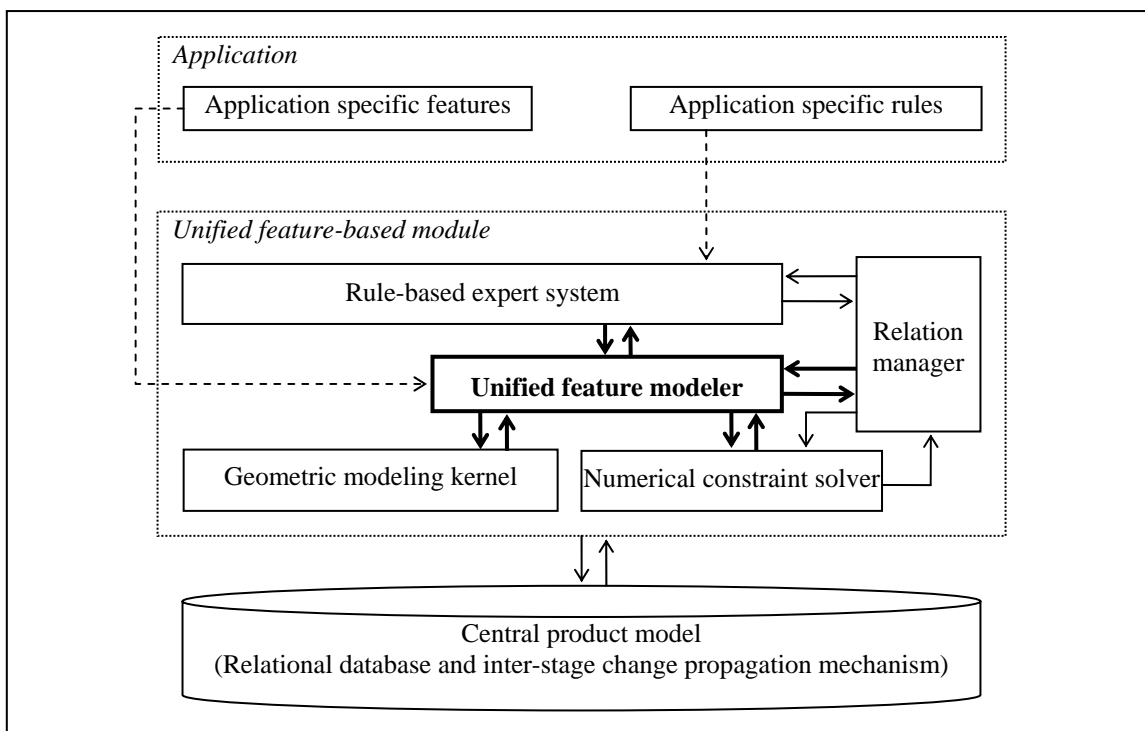 Application
Application specific features
Application specific rules
Unified feature-based module
Rule-based expert system
Relation
manager
Unified feature modeler
Geometric modeling kernel
Numerical constraint solver
Central product model
(Relational database and inter-stage change propagation mechanism)